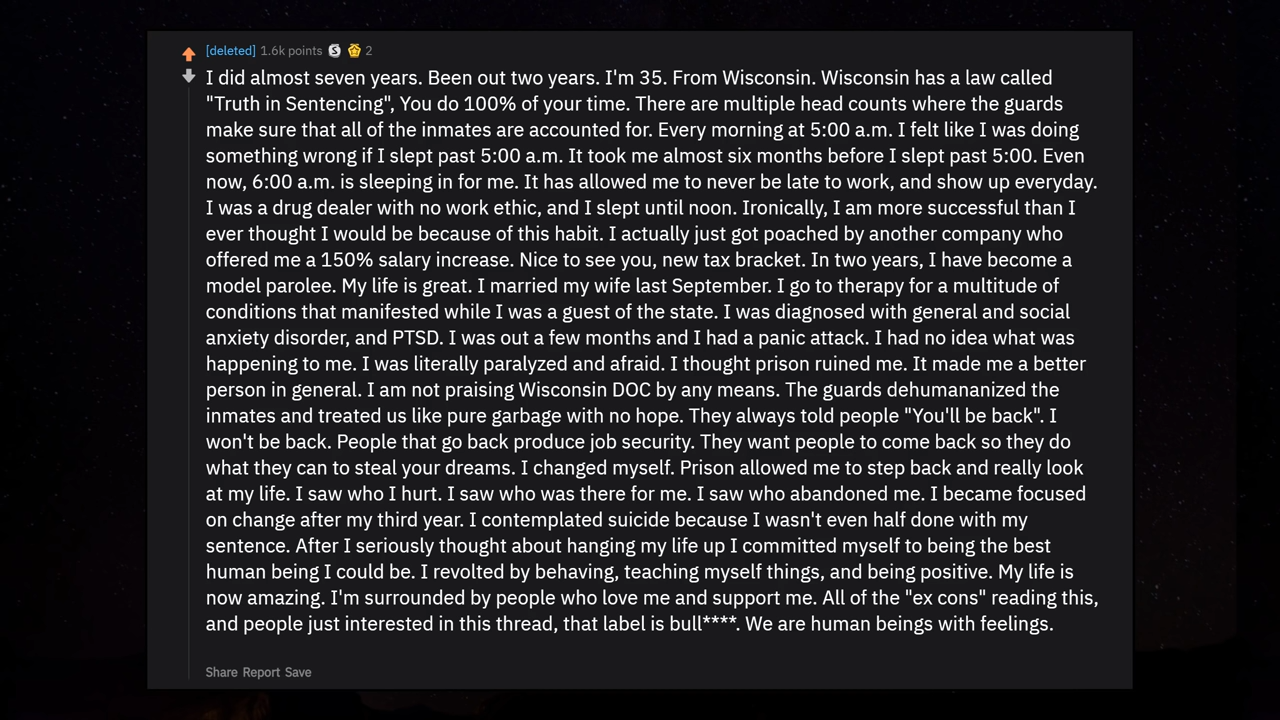 [deleted] 1.6k points S 2
I did almost seven years. Been out two years. I'm 35. From Wisconsin. Wisconsin has a law called
"Truth in Sentencing", You do 100% of your time. There are multiple head counts where the guards
make sure that all of the inmates are accounted for. Every morning at 5:00 a.m. I felt like I was doing
something wrong if I slept past 5:00 a.m. It took me almost six months before I slept past 5:00. Even
now, 6:00 a.m. is sleeping in for me. It has allowed me to never be late to work, and show up everyday.
I was a drug dealer with no work ethic, and I slept until noon. Ironically, I am more successful than I
ever thought I would be because of this habit. I actually just got poached by another company who
offered me a 150% salary increase. Nice to see you, new tax bracket. In two years, I have become a
model parolee. My life is great. I married my wife last September. I go to therapy for a multitude of
conditions that manifested while I was a guest of the state. I was diagnosed with general and social
anxiety disorder, and PTSD. I was out a few months and I had a panic attack. I had no idea what was
happening to me. I was literally paralyzed and afraid. I thought prison ruined me. It made me a better
person in general. I am not praising Wisconsin DOC by any means. The guards dehumananized the
inmates and treated us like pure garbage with no hope. They always told people "You'll be back". I
won't be back. People that go back produce job security. They want people to come back so they do
what they can to steal your dreams. I changed myself. Prison allowed me to step back and really look
at my life. I saw who I hurt. I saw who was there for me. I saw who abandoned me. I became focused
on change after my third year. I contemplated suicide because I wasn't even half done with my
sentence. After I seriously thought about hanging my life up I committed myself to being the best
human being I could be. I revolted by behaving, teaching myself things, and being positive. My life is
now amazing. I'm surrounded by people who love me and support me. All of the "ex cons" reading this,
and people just interested in this thread, that label is bull****. We are human beings with feelings.
Share Report Save